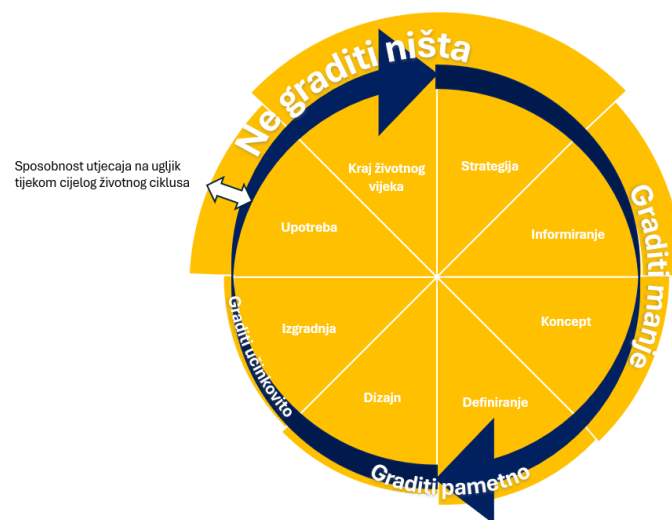 Ne graditi ništa
Sposobnost utjecaja na ugljik
tijekom cijelog životnog ciklusa
Kraj životnog
vijeka
Strategija
Upotreba
Informiranje
Graditi manje
Izgradnja
Koncept
Graditi učinkovito
Dizajn
Definiranje
Graditi pametno